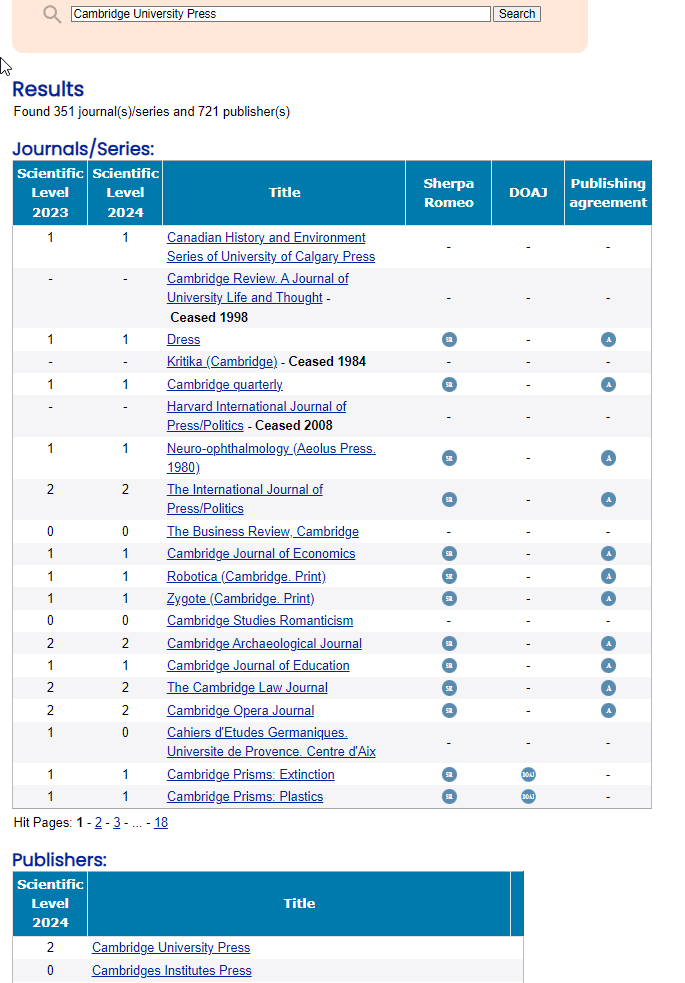 Cambridge University Press Search
Results
Found 351 journal(s)/series and 721 publisher(s)
Journals/Series:
Scientific Level 2023 Scientific Level 2024 Title Sherpa Romeo DOAJ Publishing agreement
1 1 Canadian History and Environment - - -
Series of University of Calgary Press
- - Cambridge Review. A Journal of - - -
University Life and Thought -
Ceased 1998
1 1 Dress SR - A
- - Kritika (Cambridge) - Ceased 1984 - - -
1 1 Cambridge quarterly SR - A
- - Harvard International Journal of - - -
Press/Politics - Ceased 2008
1 1 Neuro-ophthalmology (Aeolus Press. SR - A
1980)
2 2 The International Journal of SR - A
Press/Politics
0 0 The Business Review, Cambridge - - -
1 1 Cambridge Journal of Economics SR - A
1 1 Robotica (Cambridge. Print) SR - A
1 1 Zygote (Cambridge. Print) SR - A
0 0 Cambridge Studies Romanticism - - -
2 2 Cambridge Archaeological Journal SR - A
1 1 Cambridge Journal of Education SR - A
2 2 The Cambridge Law Journal SR - A
2 2 Cambridge Opera Journal SR - A
1 0 Cahiers d'Etudes Germaniques. - - -
Universite de Provence. Centre d'Aix
1 1 Cambridge Prisms: Extinction SR DOAJ -
1 1 Cambridge Prisms: Plastics SR DOAJ -
Hit Pages: 1 - 2 - 3 - ... - 18
Publishers:
Scientific Level 2024 Title
2 Cambridge University Press
0 Cambridges Institutes Press